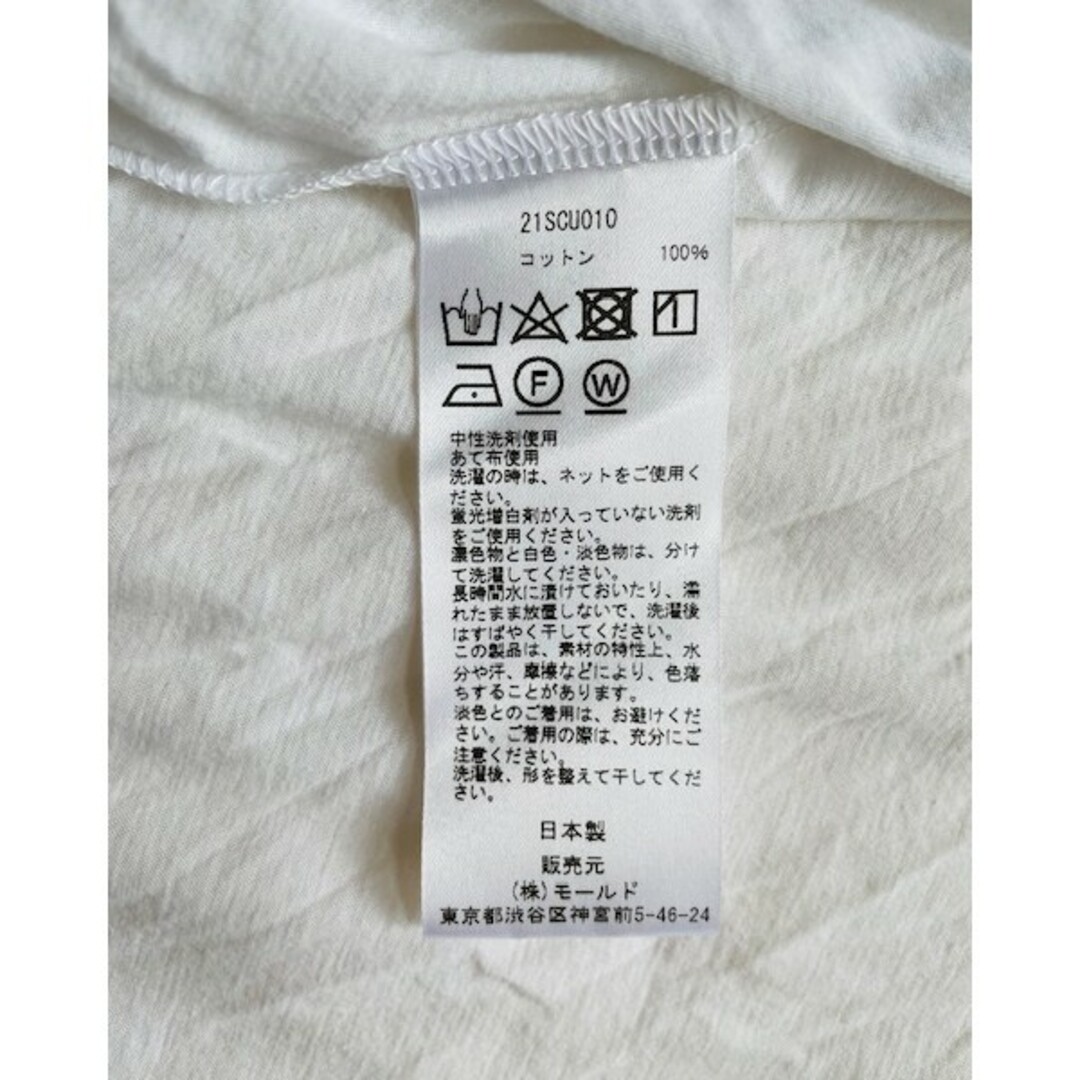 21SCU010
コットン 100%
F W
中性洗剤使用
あて布使用
洗濯の時は、ネットをご使用く
ださい。
蛍光増白剤が入っていない洗剤
をご使用ください。
濃色物と白色・淡色物は、分け
て洗濯してください。
長時間水に漬けておいたり、濡
れたまま放置しないで、洗濯後
はすばやく干してください。
この製品は、素材の特性上、水
分や汗、摩擦などにより、色落
ちすることがあります。
淡色とのご着用は、お避けくだ
さい。ご着用の際は、充分にご
注意ください。
洗濯後、形を整えて干してくだ
さい。
日本製
販売元
(株)モールド
東京都渋谷区神宮前5-46-24